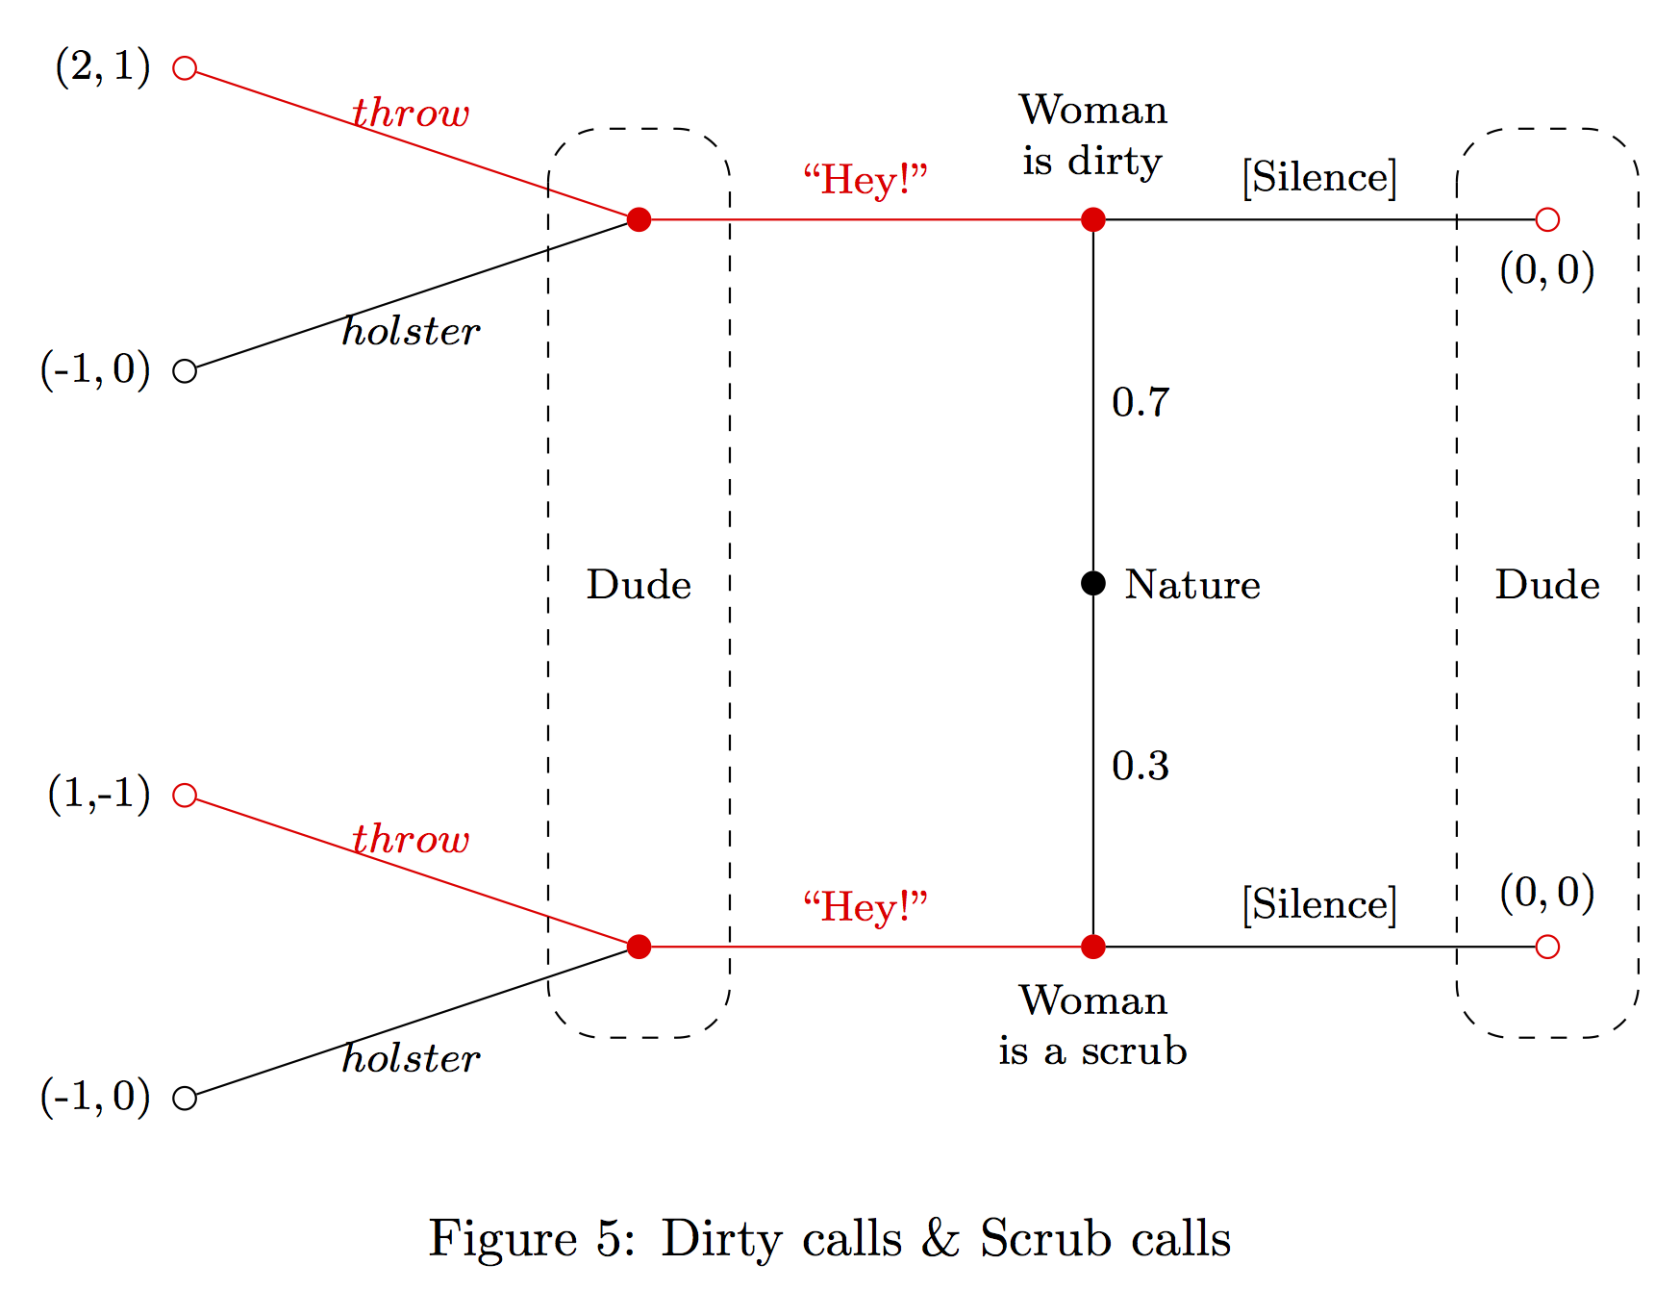 (2, 1)
throw
Woman
is dirty
“Hey!”
[Silence]
(0, 0)
holster
(-1, 0)
0.7
Dude
Nature
Dude
0.3
(1,-1)
throw
“Hey!”
[Silence]
(0, 0)
Woman
is a scrub
holster
(-1, 0)
Figure 5: Dirty calls & Scrub calls